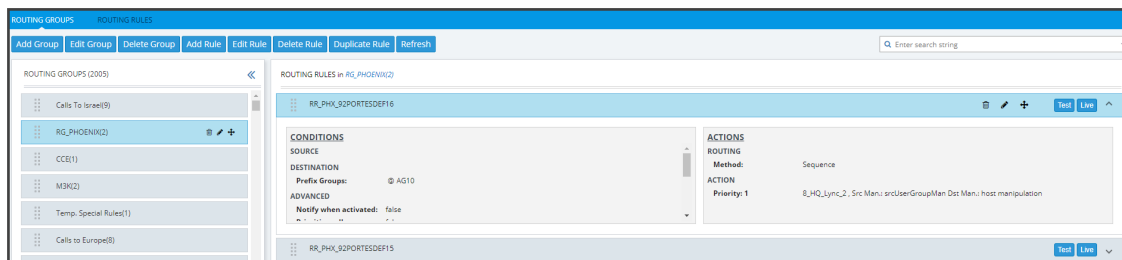 ROUTING GROUPS ROUTING RULES
Add Group Edit Group Delete Group Add Rule Edit Rule Delete Rule Duplicate Rule Refresh Enter search string
ROUTING GROUPS (2005)
Calls To Israel(9)
RG_PHOENIX(2)
CCE(1)
M3K(2)
Temp. Special Rules(1)
Calls to Europe(8)
ROUTING RULES in RG_PHOENIX(2)
RR_PHX_92PORTESDEF16 Test Live
CONDITIONS
SOURCE
DESTINATION
Prefix Groups: @ AG10
ADVANCED
Notify when activated: false
ACTIONS
ROUTING
Method: Sequence
ACTION
Priority: 1 8_HQ_Lync_2 , Src Man.: srcUserGroupMan Dst Man.: host manipulation
RR_PHX_92PORTESDEF15 Test Live